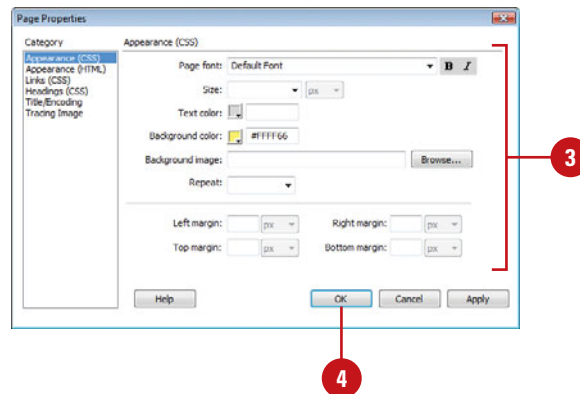 Page Properties
Category
Appearance (CSS)
Appearance (HTML)
Links (CSS)
Headings (CSS)
Title/Encoding
Tracing Image
Appearance (CSS)
Page font: Default Font B I
Size: px
Text color:
Background color: #FFFF66
Background image: Browse...
Repeat:
Left margin: px Right margin: px
Top margin: px Bottom margin: px
Help OK Cancel Apply
3
4